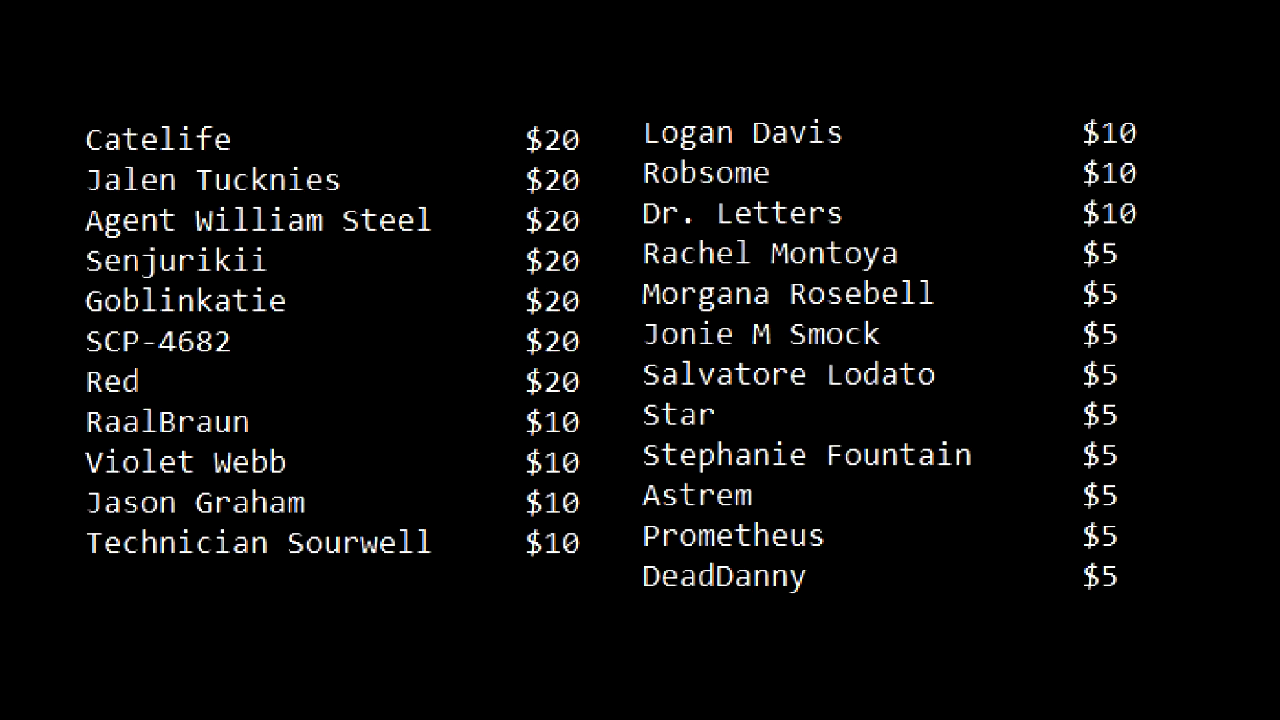 Catelife $20
Jalen Tucknies $20
Agent William Steel $20
Senjurikii $20
Goblinkatie $20
SCP-4682 $20
Red $20
RaalBraun $10
Violet Webb $10
Jason Graham $10
Technician Sourwell $10
Logan Davis $10
Robsome $10
Dr. Letters $10
Rachel Montoya $5
Morgana Rosebell $5
Jonie M Smock $5
Salvatore Lodato $5
Star $5
Stephanie Fountain $5
Astrem $5
Prometheus $5
DeadDanny $5